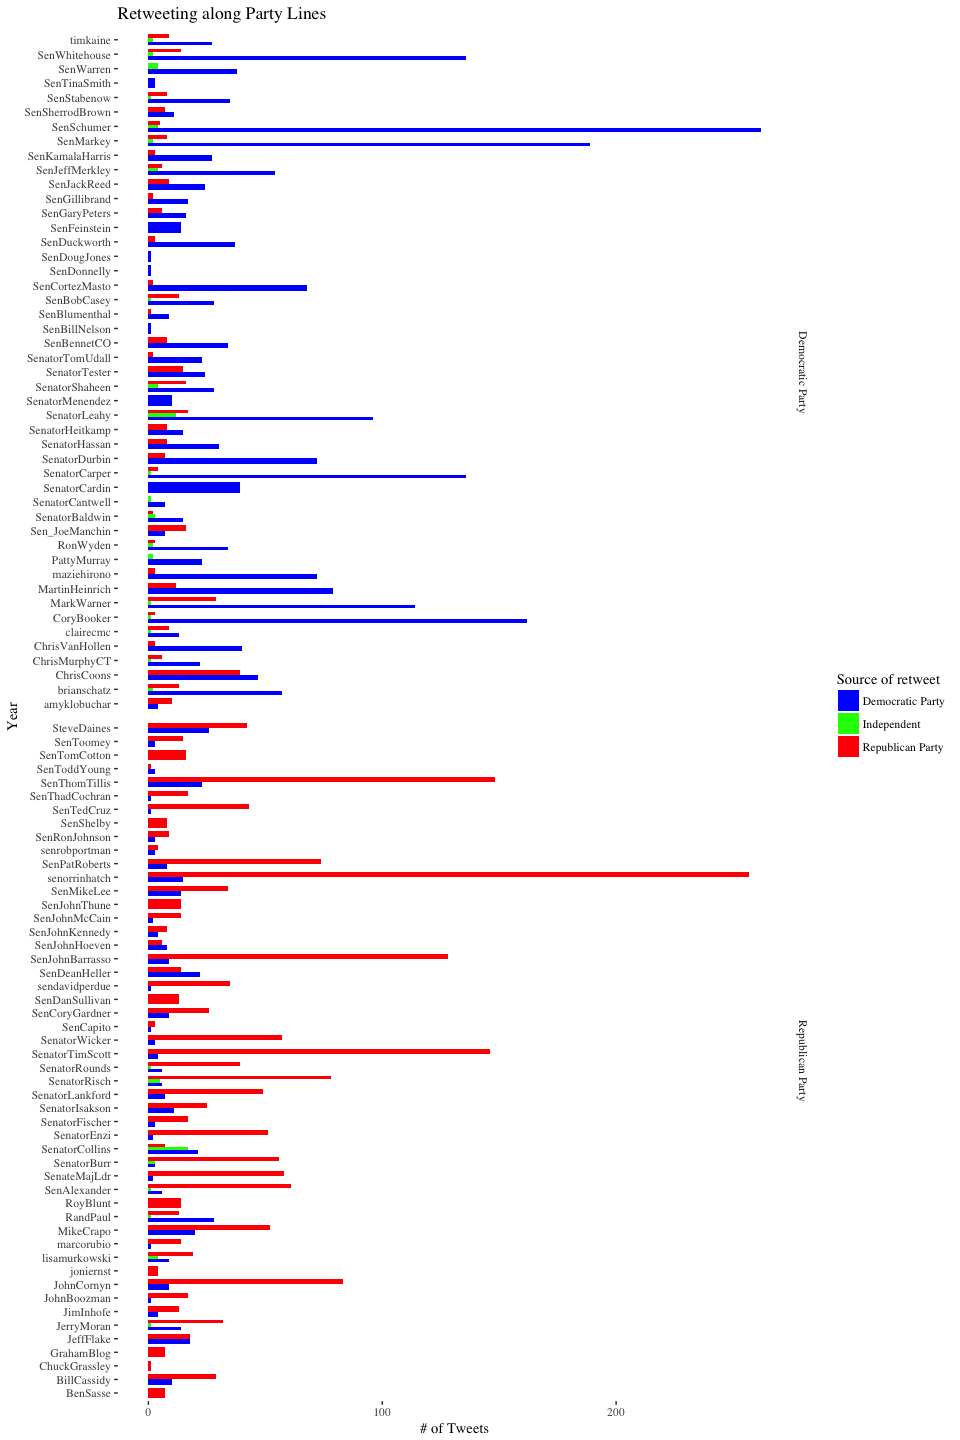 Retweeting along Party Lines
timkaine
SenWhitehouse
SenWarren
SenTinaSmith
SenStabenow
SenSherrodBrown
SenSchumer
SenMarkey
SenKamalaHarris
SenJeffMerkley
SenJackReed
SenGillibrand
SenGaryPeters
SenFeinstein
SenDuckworth
SenDougJones
SenDonnelly
SenCortezMasto
SenBobCasey
SenBlumenthal
SenBillNelson
SenBennetCO
SenatorTomUdall
SenatorTester
SenatorShaheen
SenatorMenendez
SenatorLeahy
SenatorHeitkamp
SenatorHassan
SenatorDurbin
SenatorCarper
SenatorCardin
SenatorCantwell
SenatorBaldwin
Sen_JoeManchin
RonWyden
PattyMurray
maziehirono
MartinHeinrich
MarkWarner
CoryBooker
clairecmc
ChrisVanHollen
ChrisMurphyCT
ChrisCoons
brianschatz
amyklobuchar
Democratic Party
Year
SteveDaines
SenToomey
SenTomCotton
SenToddYoung
SenThomTillis
SenThadCochran
SenTedCruz
SenShelby
SenRonJohnson
senrobportman
SenPatRoberts
senorrinhatch
SenMikeLee
SenJohnThune
SenJohnMcCain
SenJohnKennedy
SenJohnHoeven
SenJohnBarrasso
SenDeanHeller
sendavidperdue
SenDanSullivan
SenCoryGardner
SenCapito
SenatorWicker
SenatorTimScott
SenatorRounds
SenatorRisch
SenatorLankford
SenatorIsakson
SenatorFischer
SenatorEnzi
SenatorCollins
SenatorBurr
SenateMajLdr
SenAlexander
RoyBlunt
RandPaul
MikeCrapo
marcorubio
lisamurkowski
joniernst
JohnCornyn
JohnBoozman
JimInhofe
JerryMoran
JeffFlake
GrahamBlog
ChuckGrassley
BillCassidy
BenSasse
Republican Party
0
100
200
# of Tweets
Source of retweet
Democratic Party
Independent
Republican Party